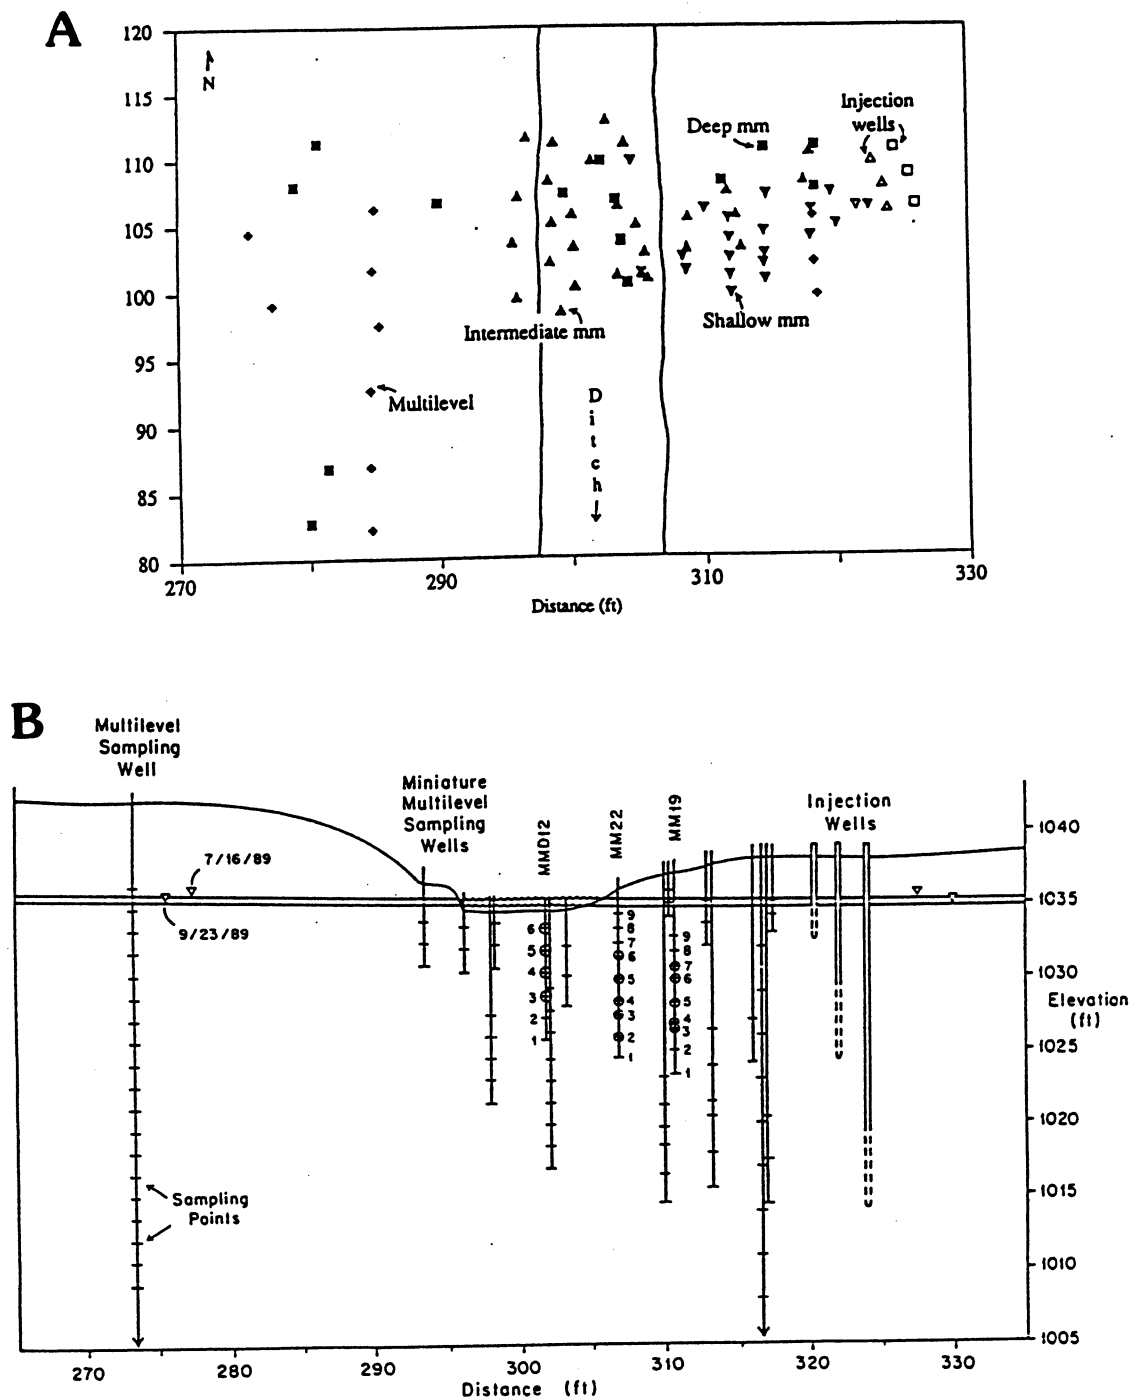 A
120
N
115
Injection
wells
Deep mm
110
105
100
Intermediate mm
Shallow mm
95
Multilevel
Ditch
90
85
80
270
290
310
330
Distance (ft)
B
Multilevel
Sampling
Well
Miniature
Multilevel
Sampling
Wells
MMD12
MM22
MM19
Injection
Wells
7/16/89
9/23/89
1040
1035
1030
Elevation
(ft)
1025
1020
1015
1010
1005
6
5
4
3
2
1
9
8
7
6
5
4
3
2
1
9
8
7
6
5
4
3
2
1
Sampling
Points
270
280
290
300
310
320
330
Distance (ft)